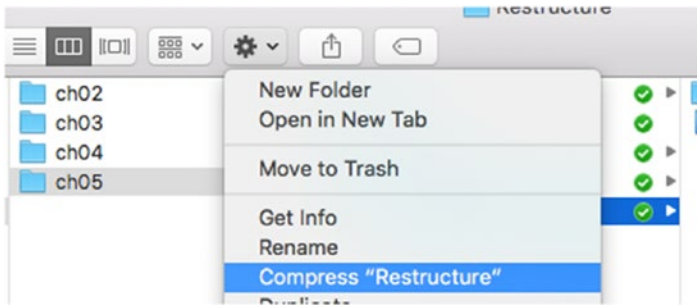 Restructure
ch02
ch03
ch04
ch05
New Folder
Open in New Tab
Move to Trash
Get Info
Rename
Compress “Restructure”
Duplicate